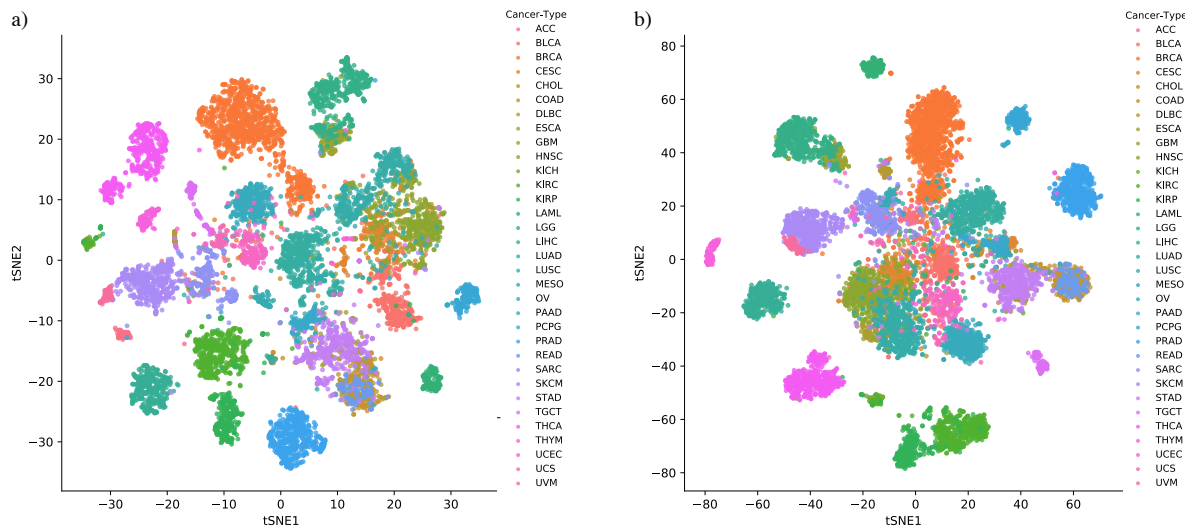 a)
Cancer-Type
ACC
BLCA
BRCA
CESC
CHOL
COAD
DLBC
ESCA
GBM
HNSC
KICH
KIRC
KIRP
LAML
LGG
LIHC
LUAD
LUSC
MESO
OV
PAAD
PCPG
PRAD
READ
SARC
SKCM
STAD
TGCT
THCA
THYM
UCEC
UCS
UVM
tSNE2
30
20
10
0
−10
−20
−30
−30 −20 −10 0 10 20 30
tSNE1
b)
Cancer-Type
ACC
BLCA
BRCA
CESC
CHOL
COAD
DLBC
ESCA
GBM
HNSC
KICH
KIRC
KIRP
LAML
LGG
LIHC
LUAD
LUSC
MESO
OV
PAAD
PCPG
PRAD
READ
SARC
SKCM
STAD
TGCT
THCA
THYM
UCEC
UCS
UVM
tSNE2
80
60
40
20
0
−20
−40
−60
−80
−80 −60 −40 −20 0 20 40 60
tSNE1